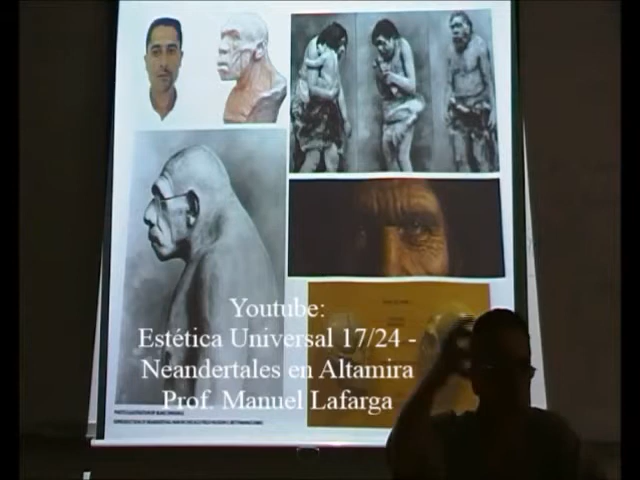 Youtube:
Estética Universal 17/24 -
Neandertales en Altamira
Prof. Manuel Lafarga